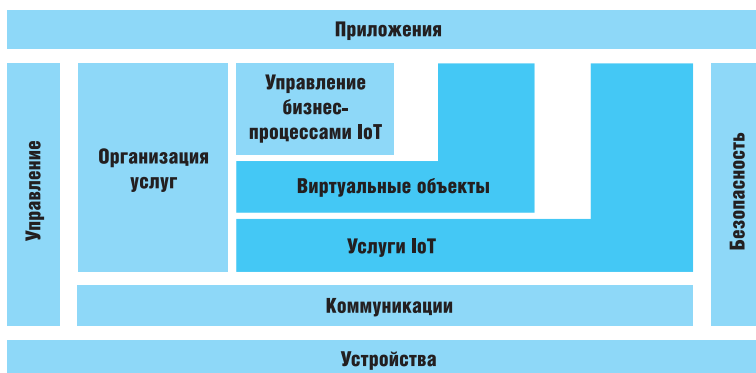 Приложения
Управление
Организация
услуг
Управление
бизнес-
процессами IoT
Виртуальные объекты
Услуги IoT
Безопасность
Коммуникации
Устройства